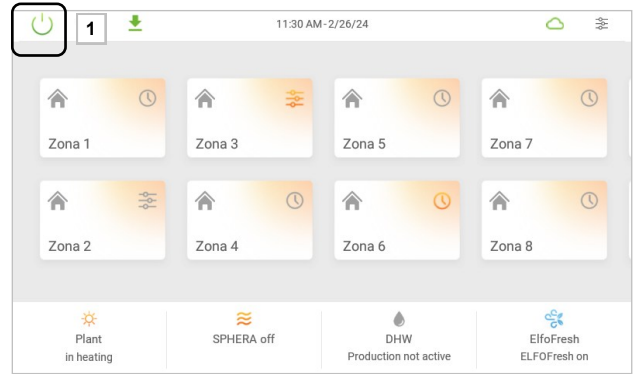 1
11:30 AM-2/26/24
Zona 1
Zona 3
Zona 5
Zona 7
Zona 2
Zona 4
Zona 6
Zona 8
Plant
in heating
SPHERA off
DHW
Production not active
ElfoFresh
ELFOFresh on